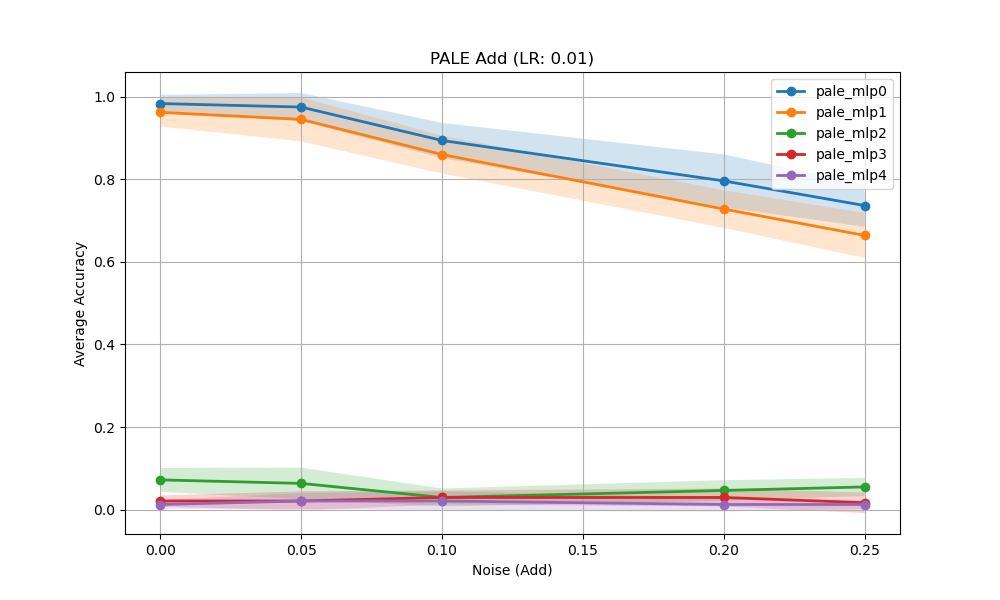 PALE Add (LR: 0.01)
pale_mlp0
pale_mlp1
pale_mlp2
pale_mlp3
pale_mlp4
Average Accuracy
1.0
0.8
0.6
0.4
0.2
0.0
0.00 0.05 0.10 0.15 0.20 0.25
Noise (Add)